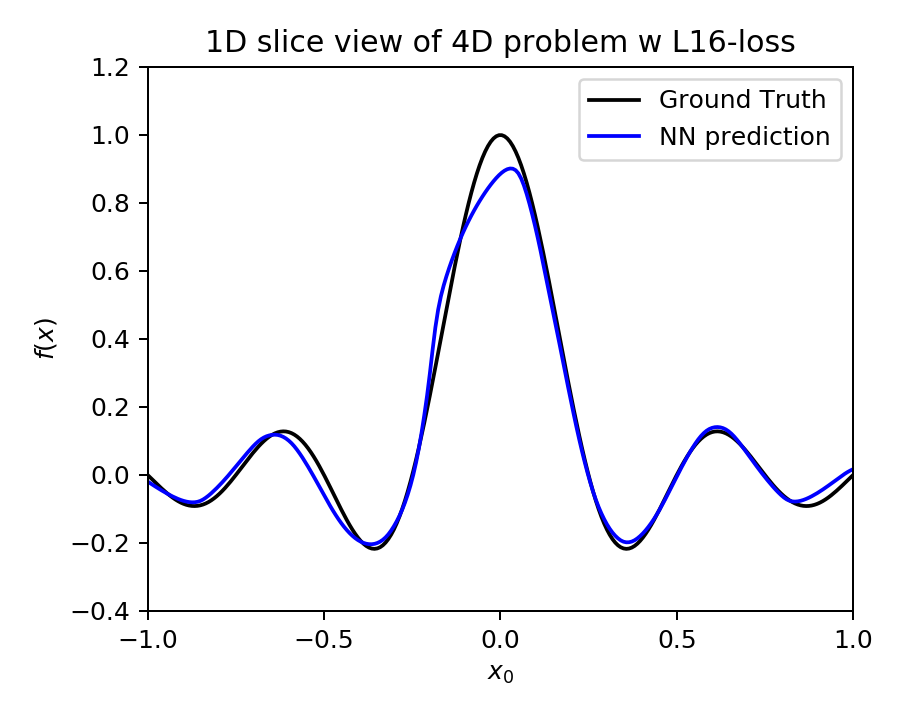 1D slice view of 4D problem w L16-loss
1.2
1.0
0.8
0.6
0.4
0.2
0.0
−0.2
−0.4
f(x)
Ground Truth
NN prediction
−1.0 −0.5 0.0 0.5 1.0
x₀